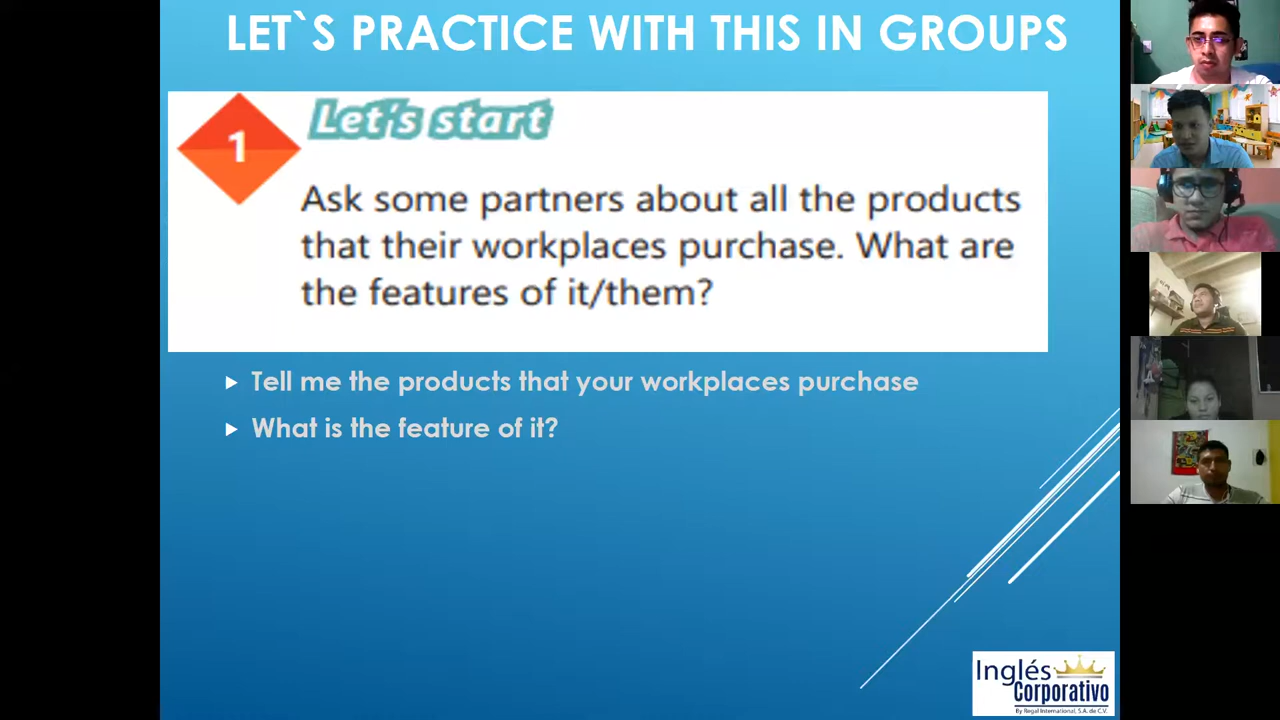 LET`S PRACTICE WITH THIS IN GROUPS
1
Let's start
Ask some partners about all the products
that their workplaces purchase. What are
the features of it/them?
Tell me the products that your workplaces purchase
What is the feature of it?
Inglés
Corporativo
By Regal International, S.A. de C.V.